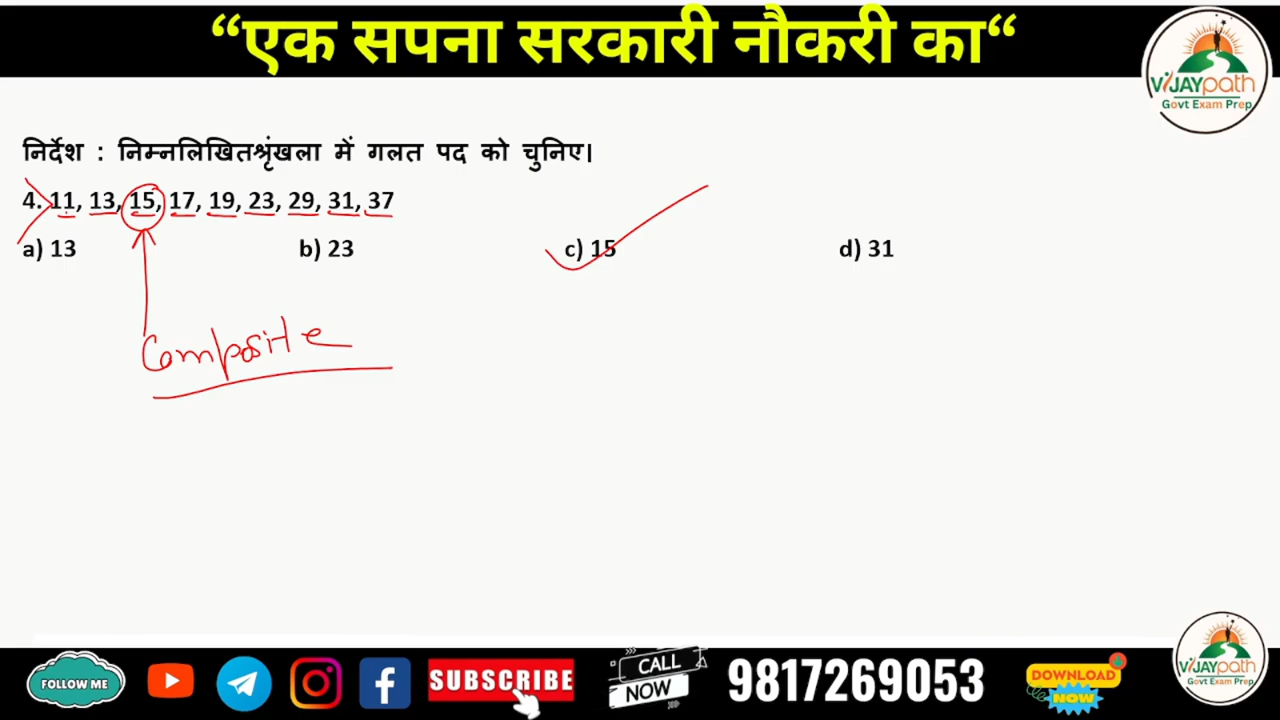 “एक सपना सरकारी नौकरी का“
VIJAYpath
Govt Exam Prep
निर्देश : निम्नलिखितश्रृंखला में गलत पद को चुनिए।
4. 11, 13, 15, 17, 19, 23, 29, 31, 37
a) 13 b) 23 c) 15 d) 31
Composite
VIJAYpath
Govt Exam Prep
FOLLOW ME SUBSCRIBE CALL NOW 9817269053 DOWNLOAD NOW